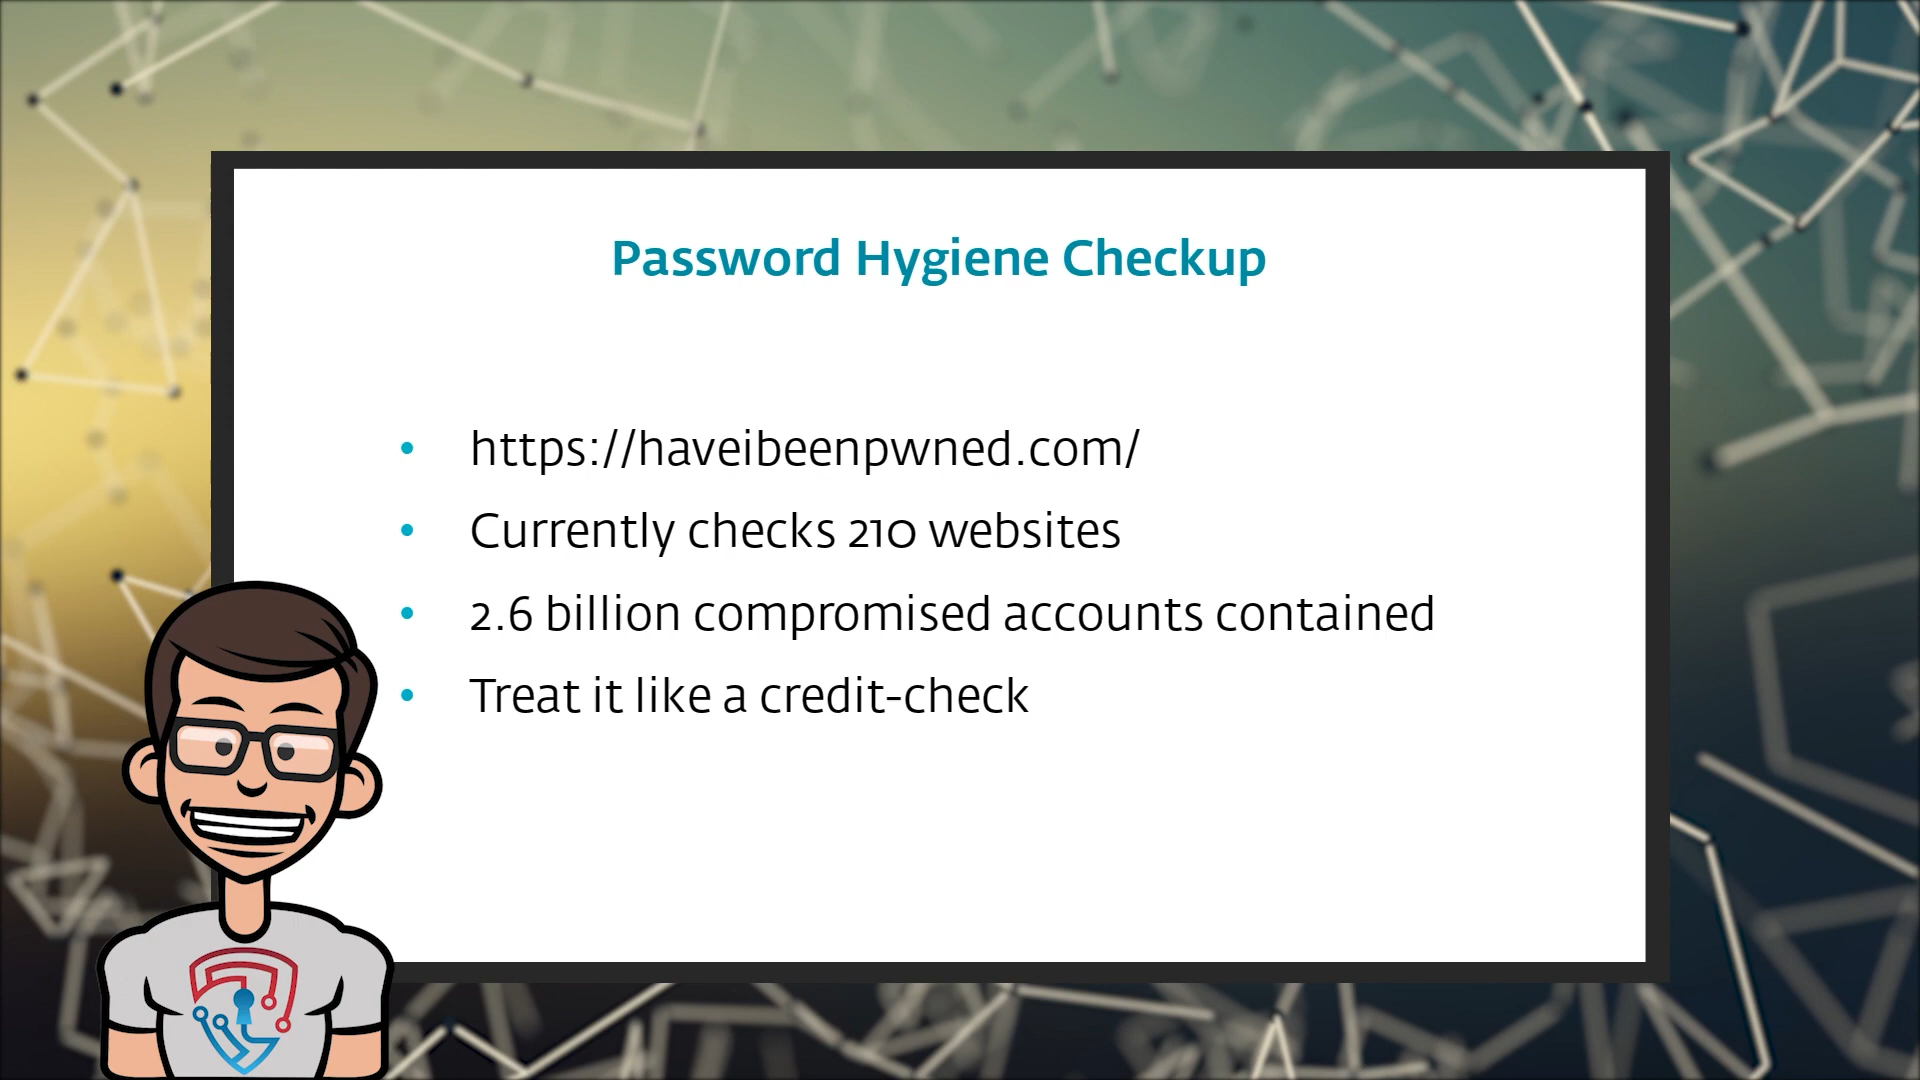 Password Hygiene Checkup
• https://haveibeenpwned.com/
• Currently checks 210 websites
• 2.6 billion compromised accounts contained
• Treat it like a credit-check